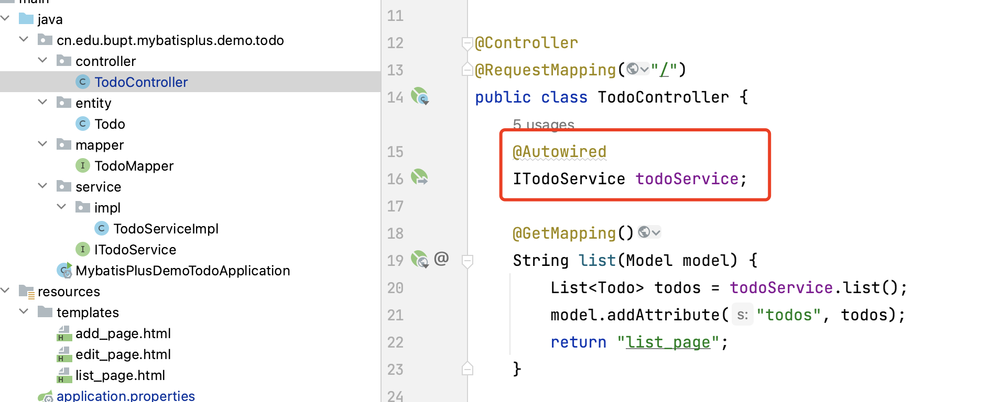 main
java
cn.edu.bupt.mybatisplus.demo.todo
controller
TodoController
entity
Todo
mapper
TodoMapper
service
impl
TodoServiceImpl
ITodoService
MybatisPlusDemoTodoApplication
resources
templates
add_page.html
edit_page.html
list_page.html
application.properties
11
12 @Controller
13 @RequestMapping("/")
14 public class TodoController {
5 usages
15 @Autowired
16 ITodoService todoService;
17
18 @GetMapping()
19 @ String list(Model model) {
20 List<Todo> todos = todoService.list();
21 model.addAttribute( s: "todos", todos);
22 return "list_page";
23 }
24